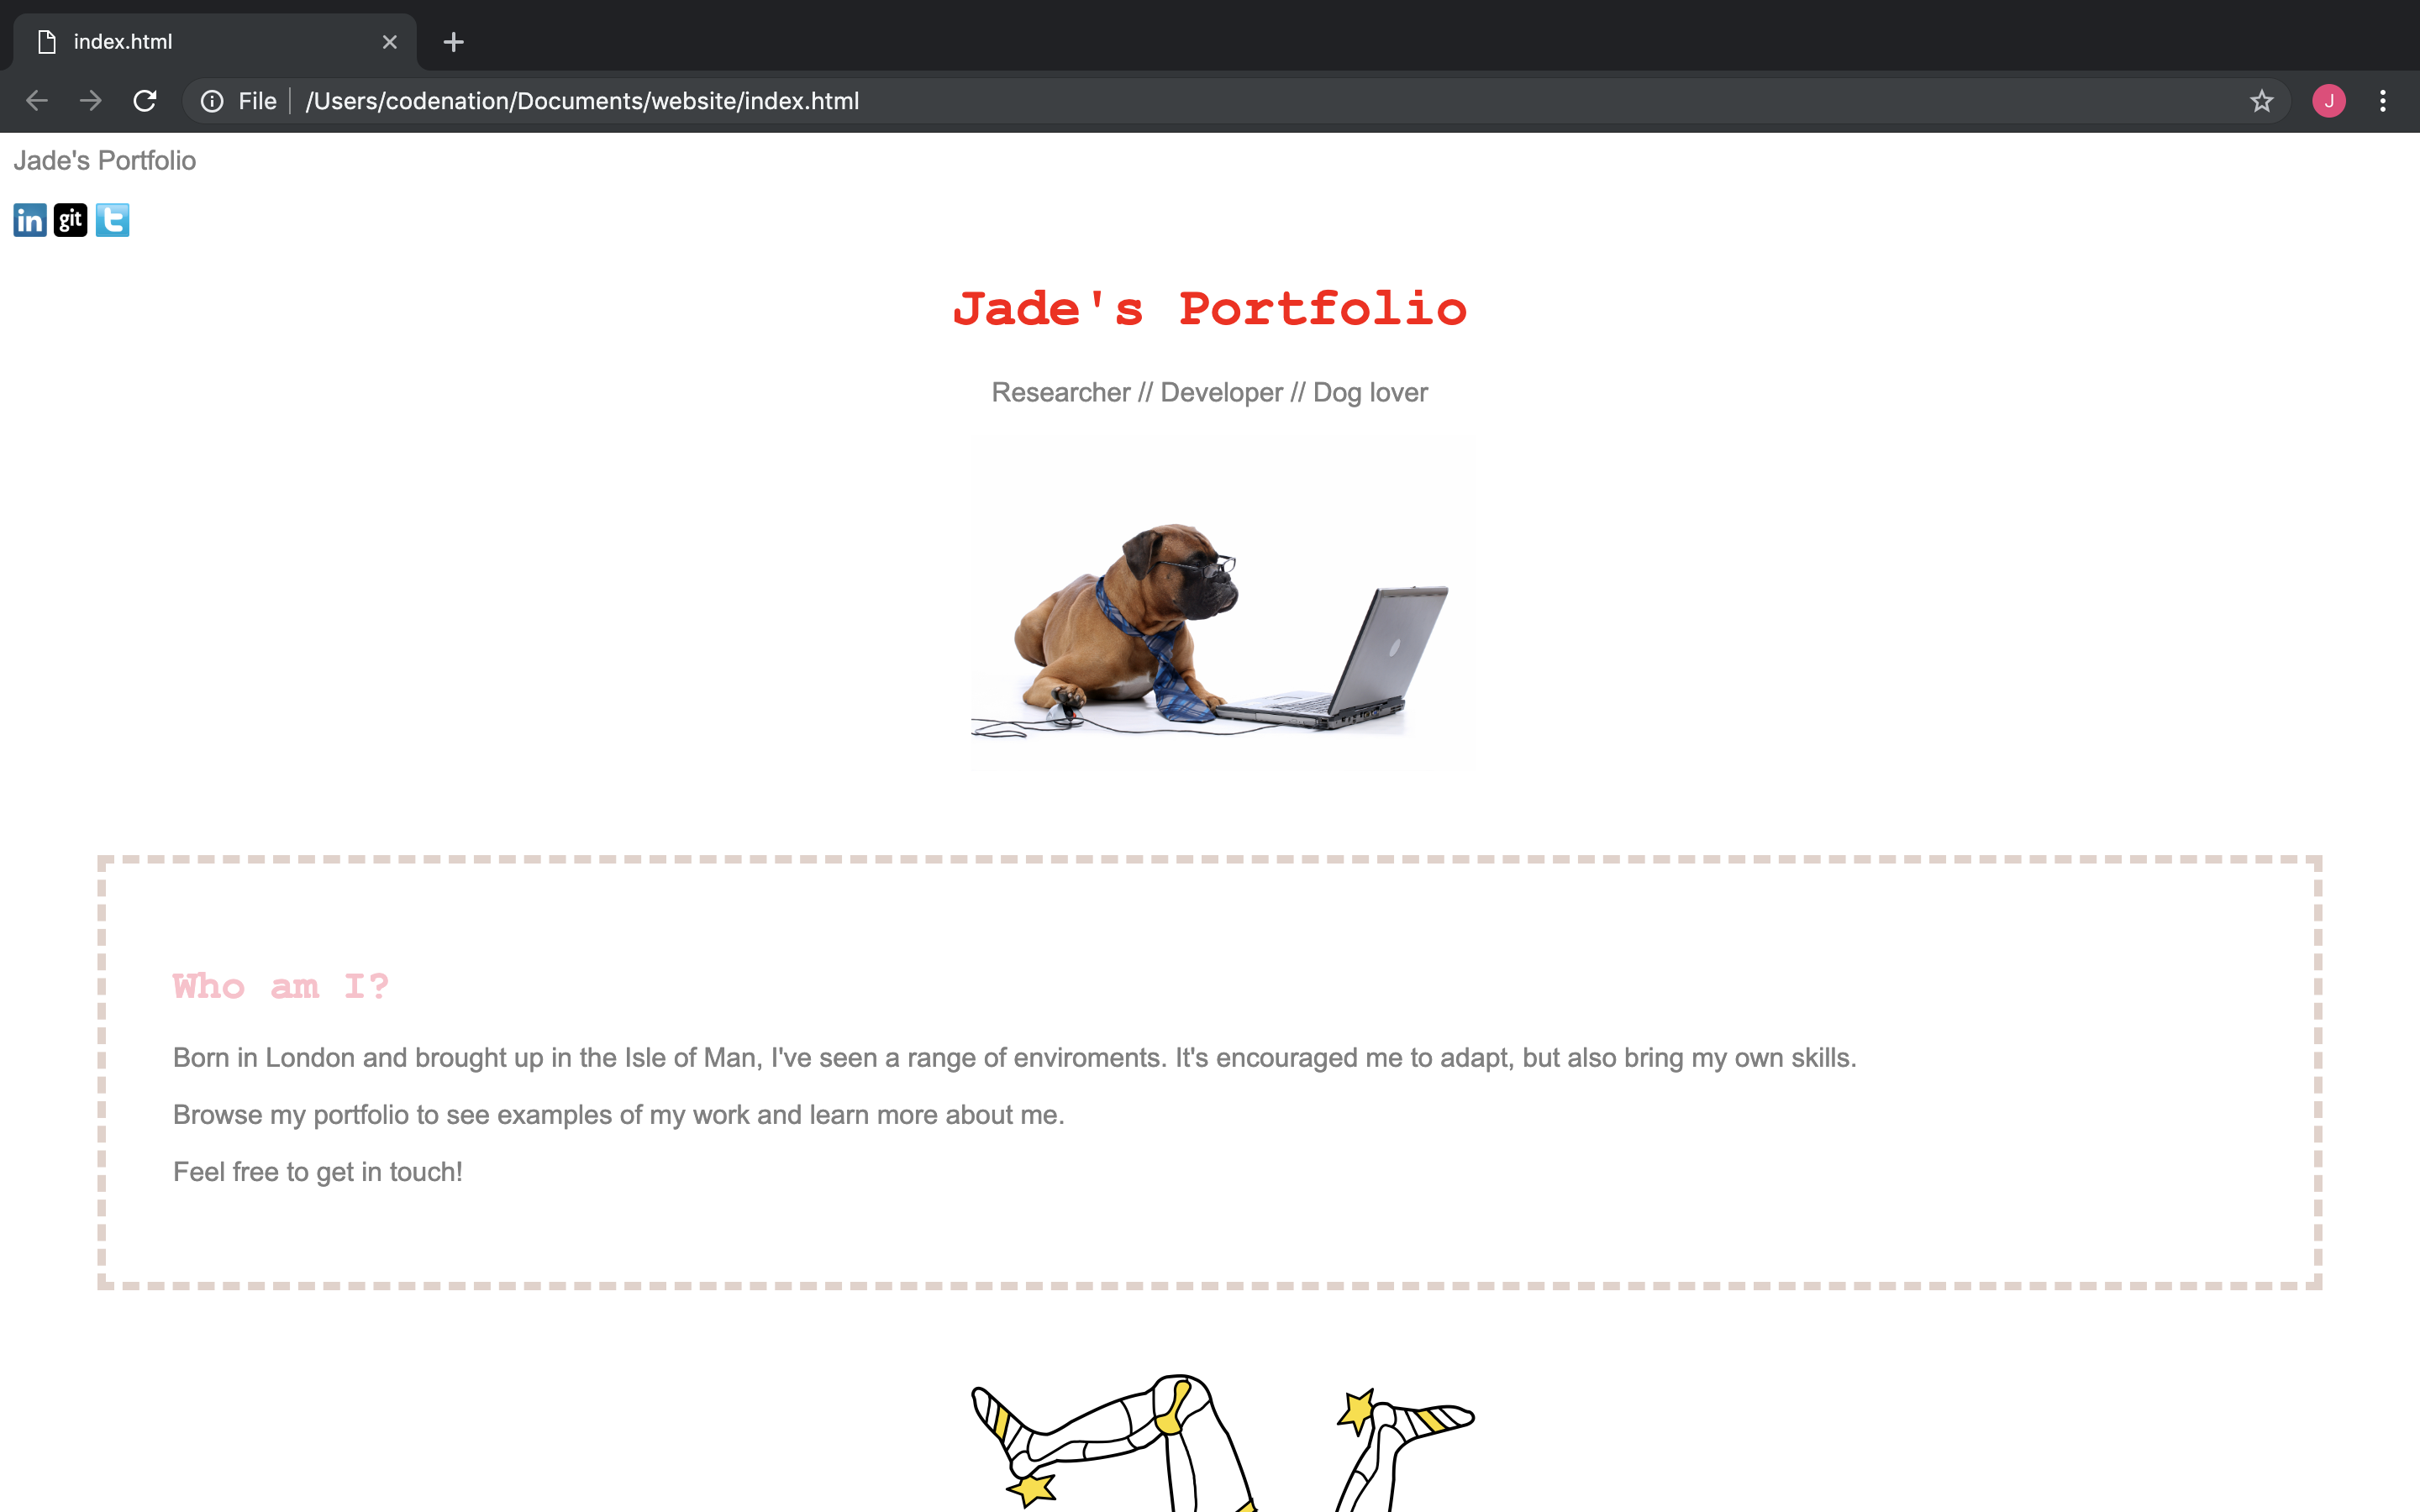 index.html
File /Users/codenation/Documents/website/index.html J
Jade's Portfolio
in git t
Jade's Portfolio
Researcher // Developer // Dog lover
Who am I?
Born in London and brought up in the Isle of Man, I've seen a range of enviroments. It's encouraged me to adapt, but also bring my own skills.
Browse my portfolio to see examples of my work and learn more about me.
Feel free to get in touch!